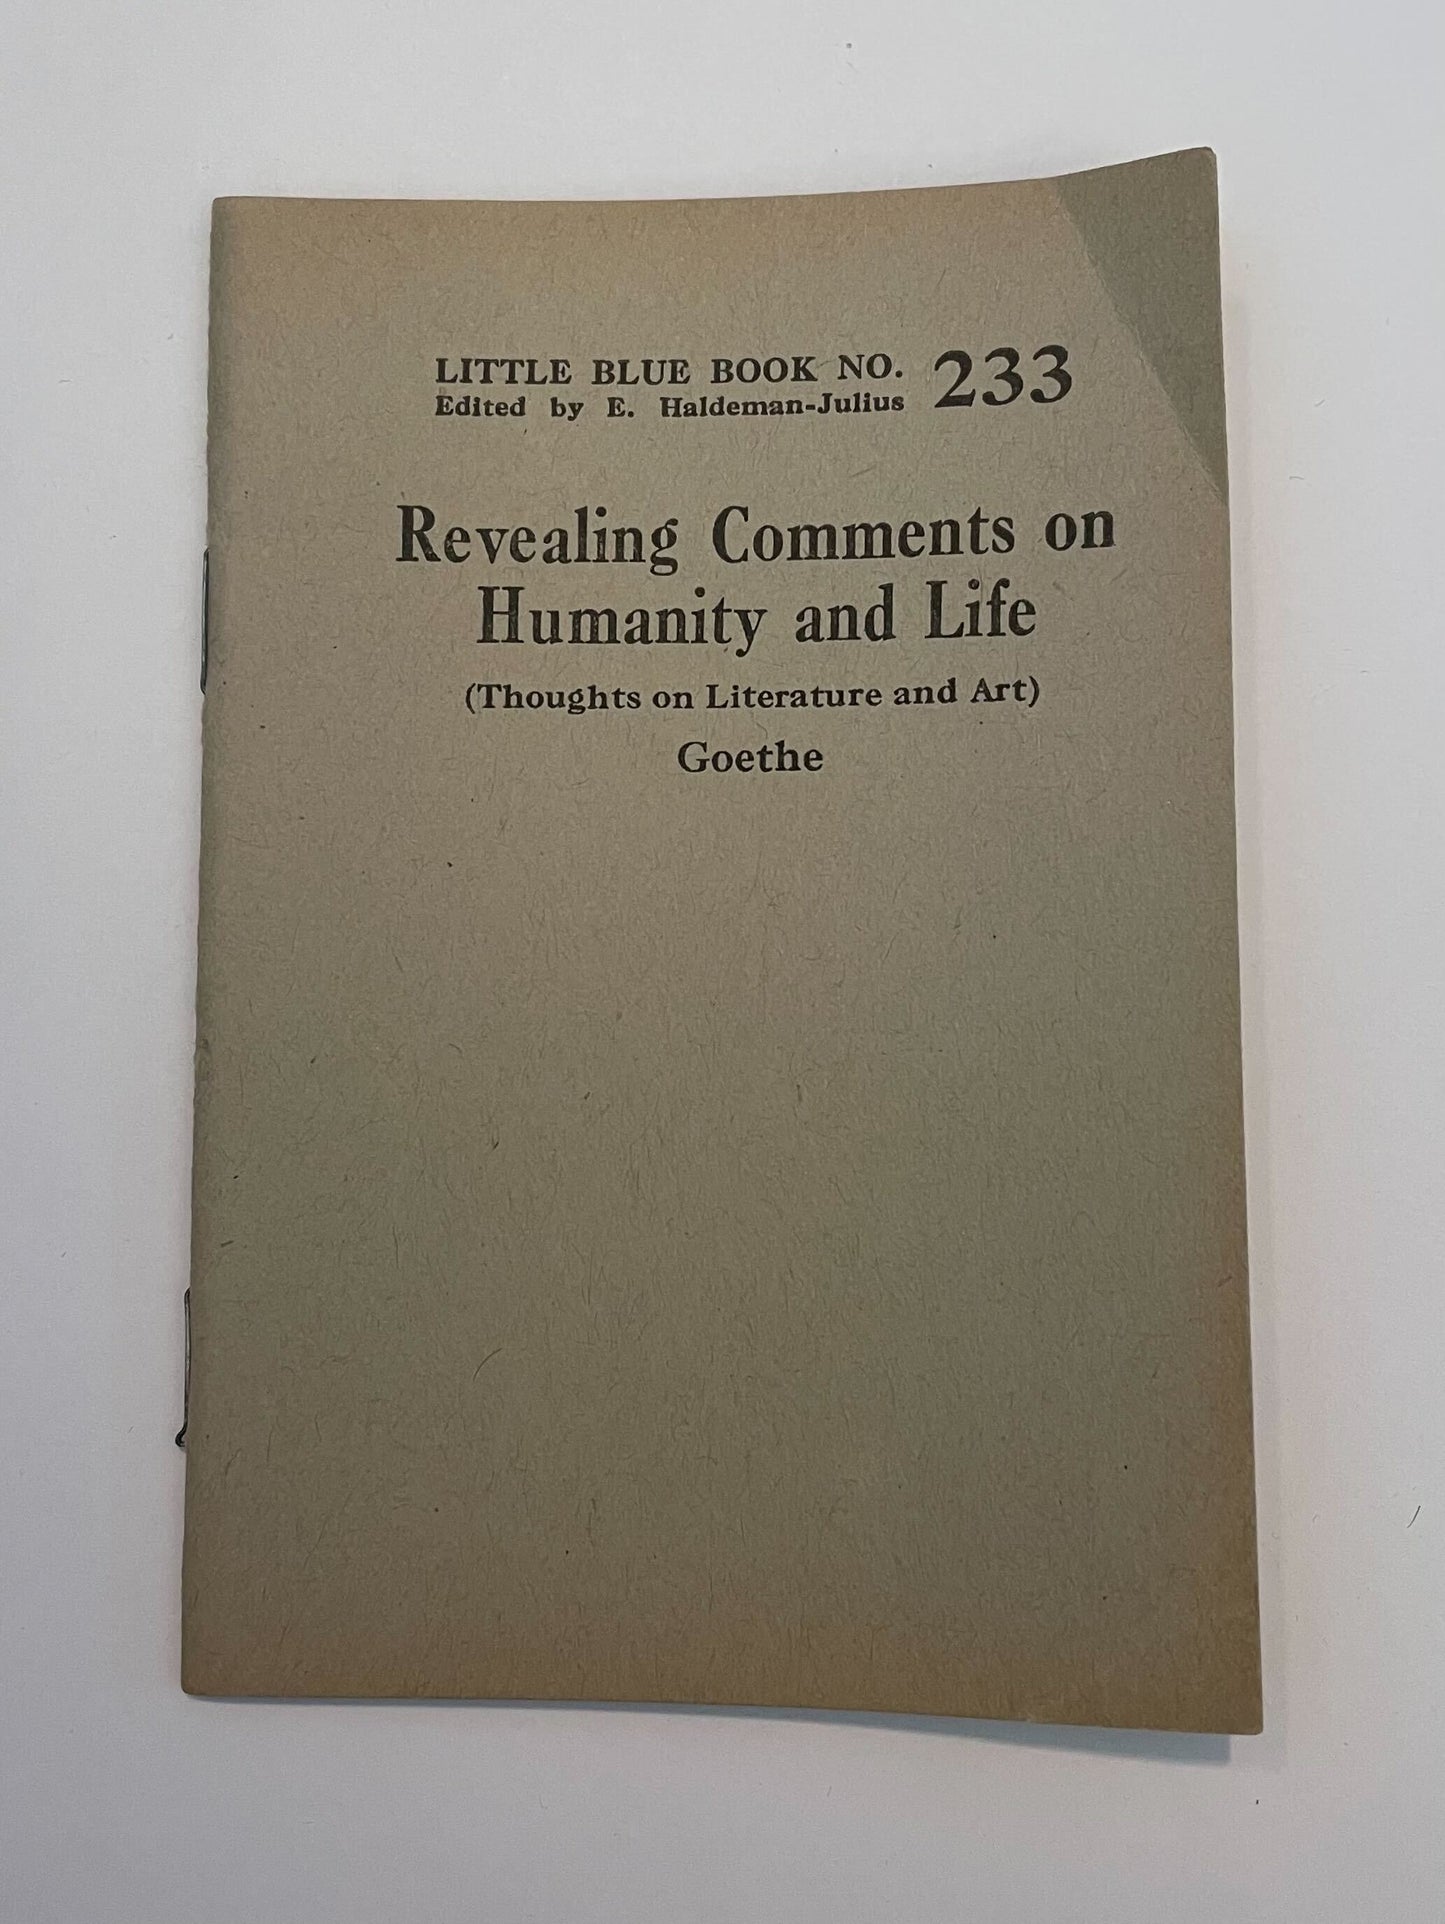 LITTLE BLUE BOOK NO. 233
Edited by E. Haldeman-Julius
Revealing Comments on
Humanity and Life
(Thoughts on Literature and Art)
Goethe